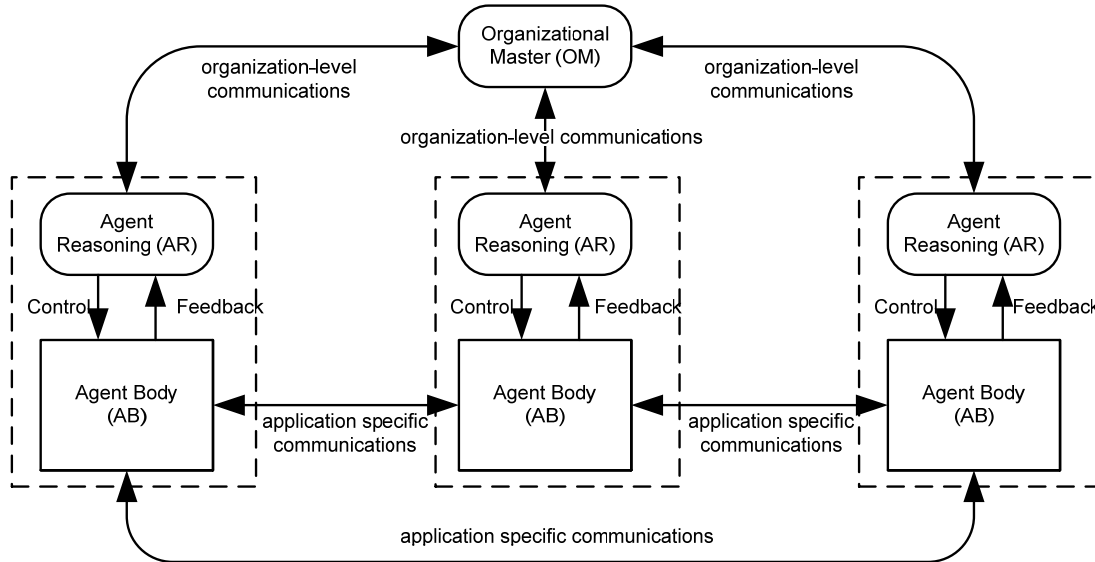 Organizational
Master (OM)
organization-level
communications
organization-level
communications
organization-level communications
Agent
Reasoning (AR)
Agent
Reasoning (AR)
Agent
Reasoning (AR)
Control
Feedback
Control
Feedback
Control
Feedback
Agent Body
(AB)
Agent Body
(AB)
Agent Body
(AB)
application specific
communications
application specific
communications
application specific communications